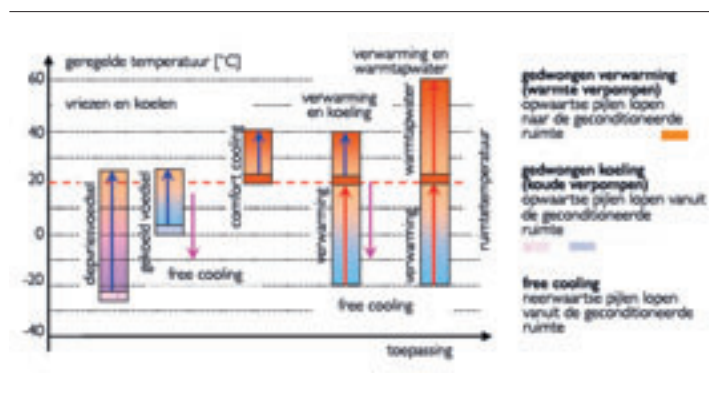 geregelde temperatuur [°C]
verwarming en
warmtapwater
60
vriezen en koelen
verwarming
en koeling
40
20
0
-20
-40
diepvriesvoedsel
gekoeld voedsel
comfort cooling
verwarming
warmtapwater
verwarming
ruimtetemperatuur
free cooling
free cooling
toepassing
gedwongen verwarming
(warmte verpompen)
opwaartse pijlen lopen
naar de geconditioneerde
ruimte
gedwongen koeling
(koude verpompen)
opwaartse pijlen lopen vanuit
de geconditioneerde
ruimte
free cooling
neerwaartse pijlen lopen
vanuit de geconditioneerde
ruimte